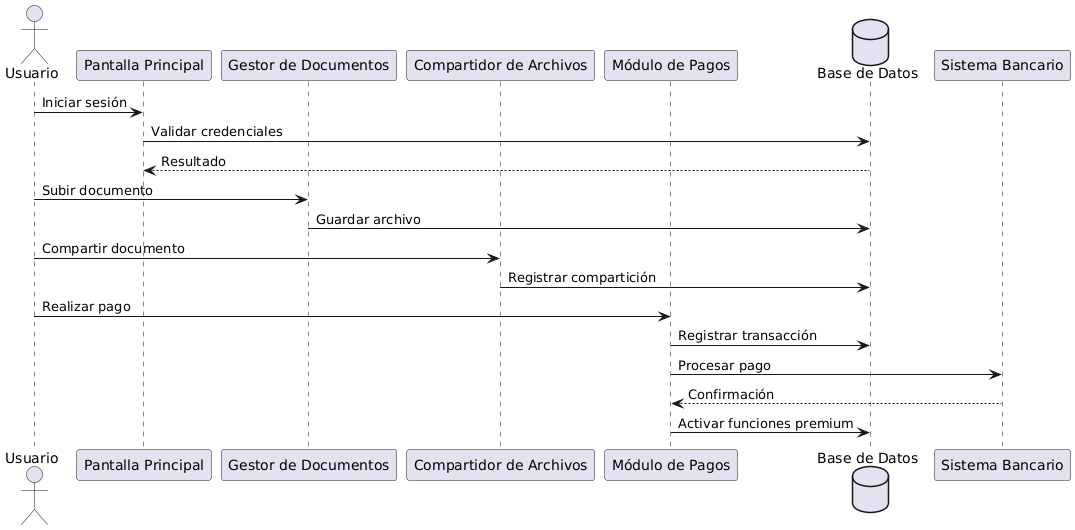 Usuario
Pantalla Principal
Gestor de Documentos
Compartidor de Archivos
Módulo de Pagos
Base de Datos
Sistema Bancario
Iniciar sesión
Validar credenciales
Resultado
Subir documento
Guardar archivo
Compartir documento
Registrar compartición
Realizar pago
Registrar transacción
Procesar pago
Confirmación
Activar funciones premium
Usuario
Pantalla Principal
Gestor de Documentos
Compartidor de Archivos
Módulo de Pagos
Base de Datos
Sistema Bancario